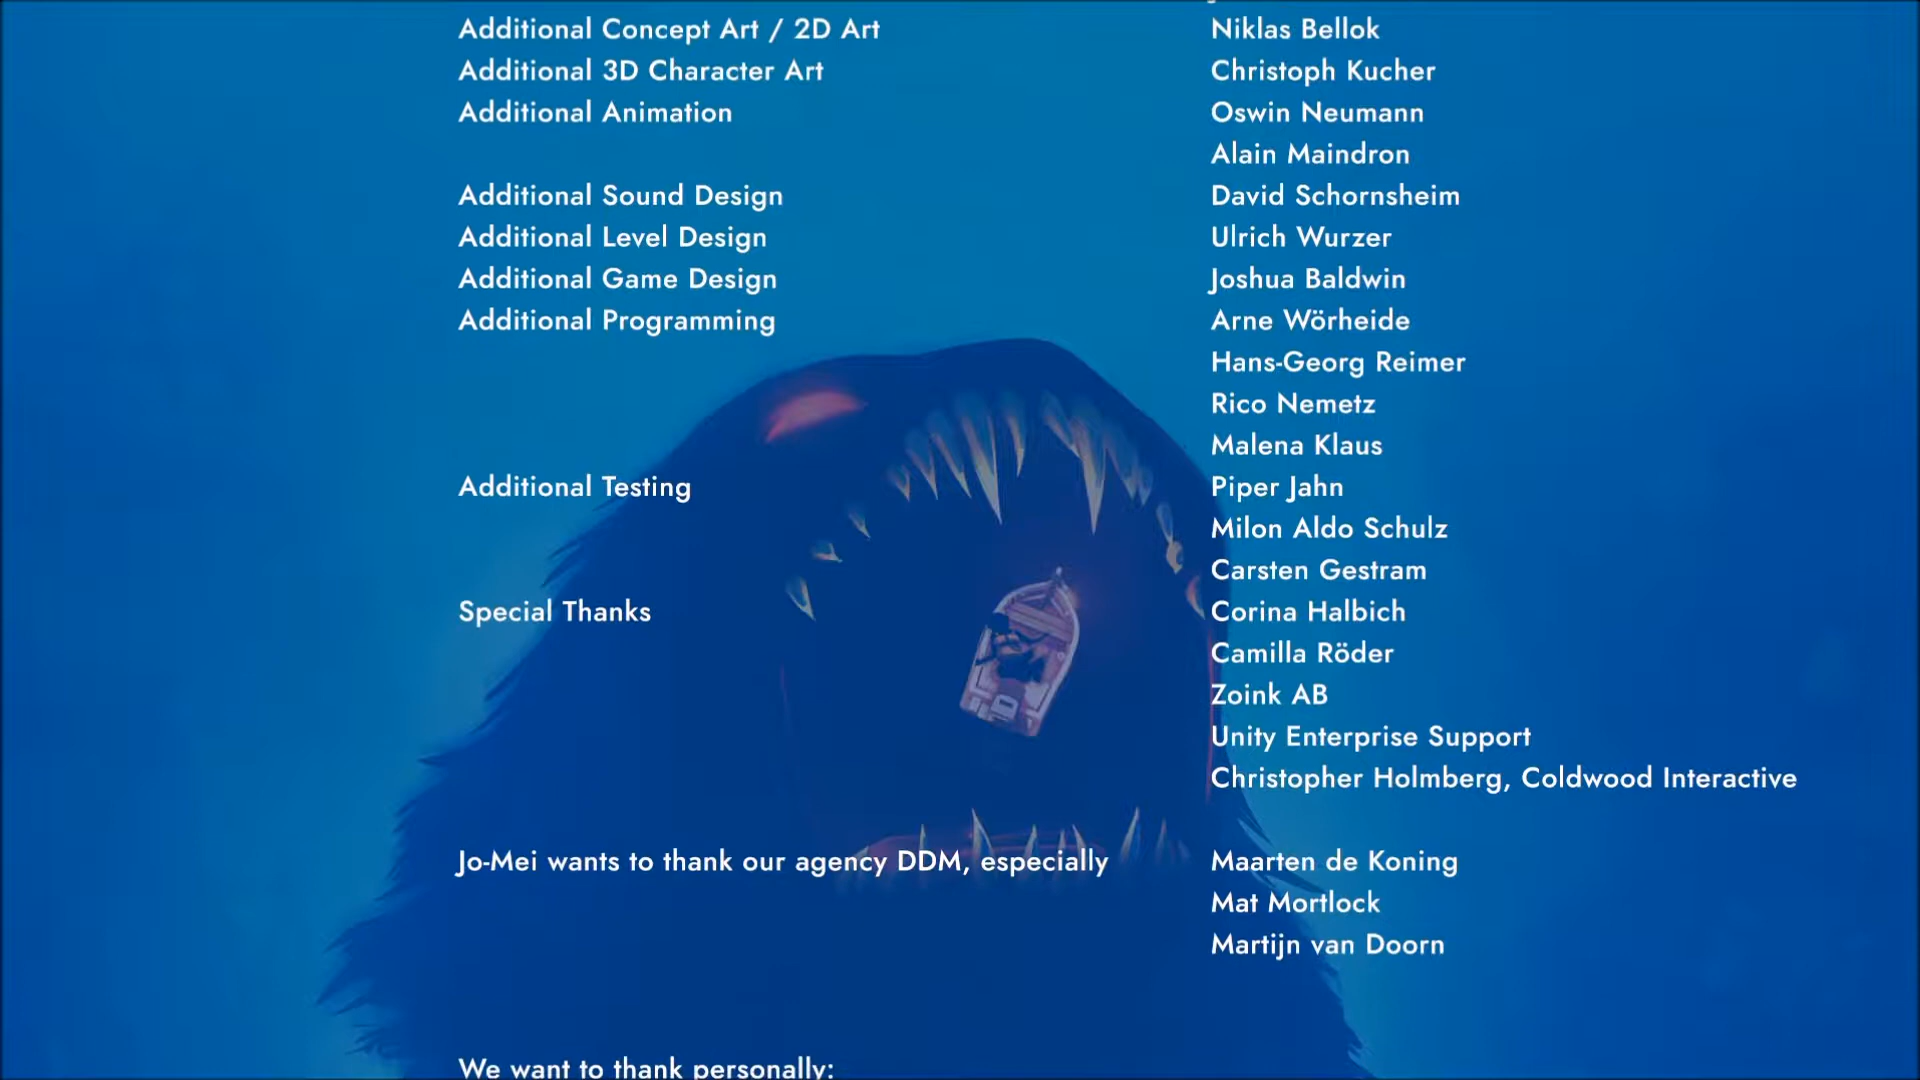 Additional Concept Art / 2D Art Niklas Bellok
Additional 3D Character Art Christoph Kucher
Additional Animation Oswin Neumann
Alain Maindron
Additional Sound Design David Schornsheim
Additional Level Design Ulrich Wurzer
Additional Game Design Joshua Baldwin
Additional Programming Arne Wörheide
Hans-Georg Reimer
Rico Nemetz
Malena Klaus
Additional Testing Piper Jahn
Milon Aldo Schulz
Carsten Gestram
Special Thanks Corina Halbich
Camilla Röder
Zoink AB
Unity Enterprise Support
Christopher Holmberg, Coldwood Interactive
Jo-Mei wants to thank our agency DDM, especially Maarten de Koning
Mat Mortlock
Martijn van Doorn
We want to thank personally: